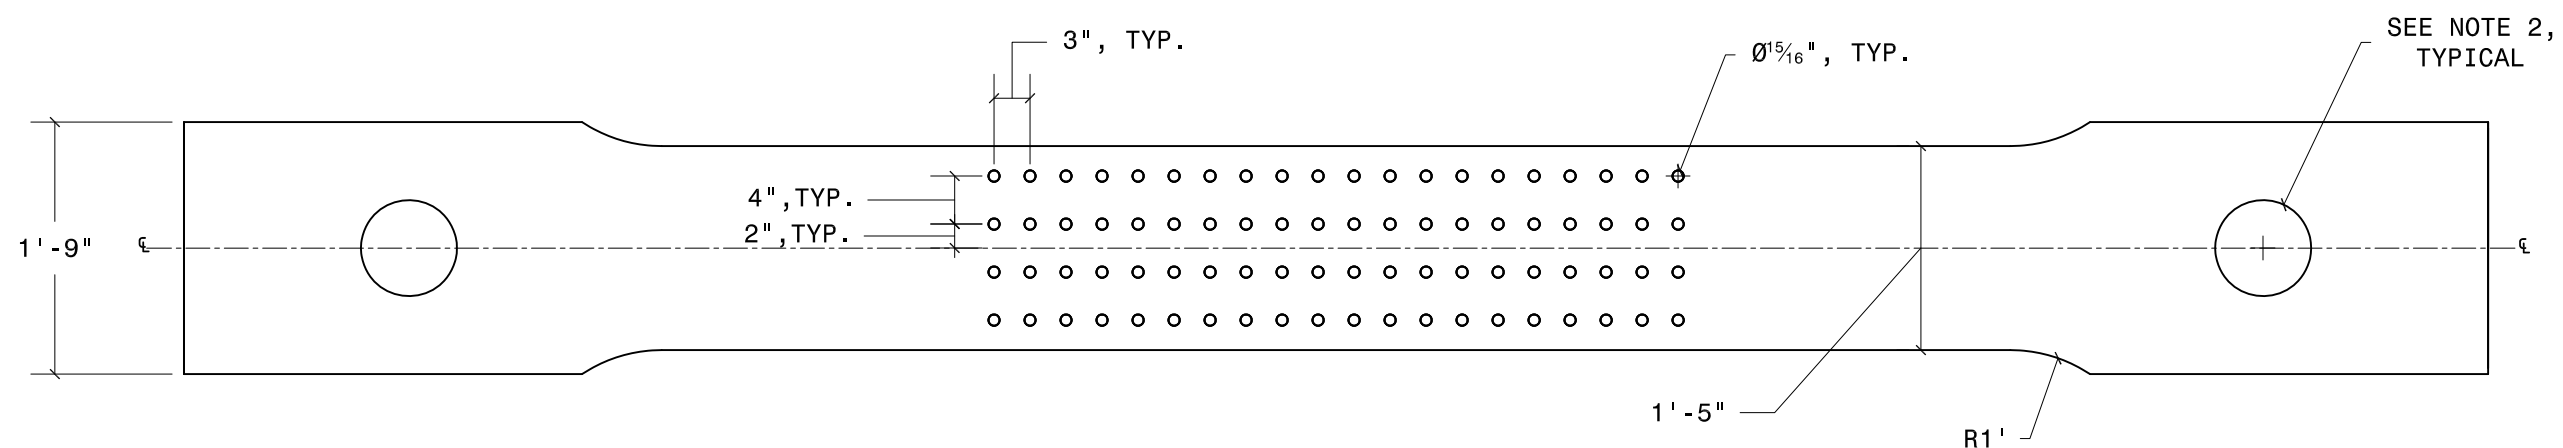 3", TYP.
Ø15⁄16", TYP.
SEE NOTE 2,
TYPICAL
4",TYP.
2",TYP.
1'-9"
℄
℄
1'-5"
R1'